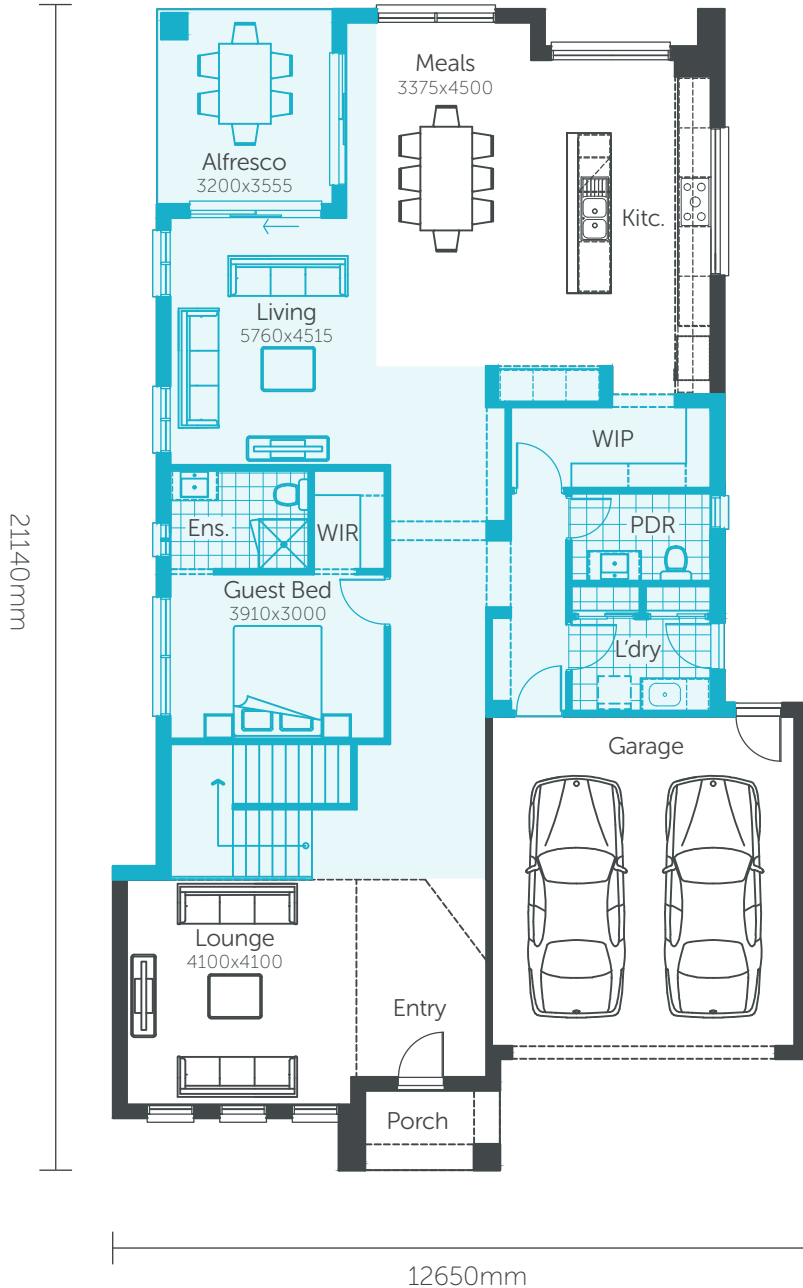 Meals
3375x4500
Alfresco
3200x3555
Kitc.
Living
5760x4515
WIP
Ens.
WIR
PDR
Guest Bed
3910x3000
L'dry
21140mm
Garage
Lounge
4100x4100
Entry
Porch
12650mm